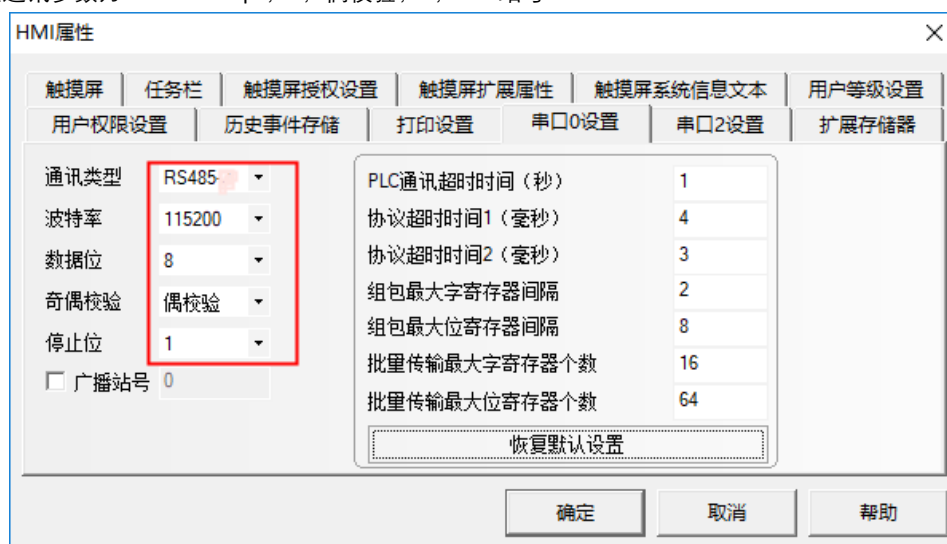 HMI属性
触摸屏 任务栏 触摸屏授权设置 触摸屏扩展属性 触摸屏系统信息文本 用户等级设置
用户权限设置 历史事件存储 打印设置 串口0设置 串口2设置 扩展存储器
通讯类型 RS485-
波特率 115200
数据位 8
奇偶校验 偶校验
停止位 1
广播站号 0
PLC通讯超时时间(秒) 1
协议超时时间1(毫秒) 4
协议超时时间2(毫秒) 3
组包最大字寄存器间隔 2
组包最大位寄存器间隔 8
批量传输最大字寄存器个数 16
批量传输最大位寄存器个数 64
恢复默认设置
确定 取消 帮助